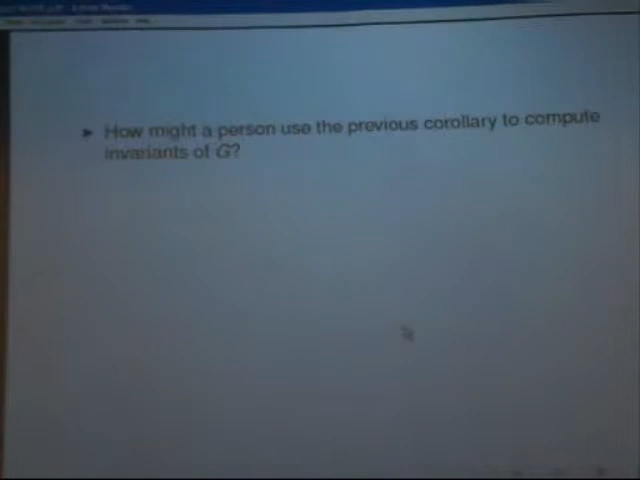 ► How might a person use the previous corollary to compute
invariants of G?